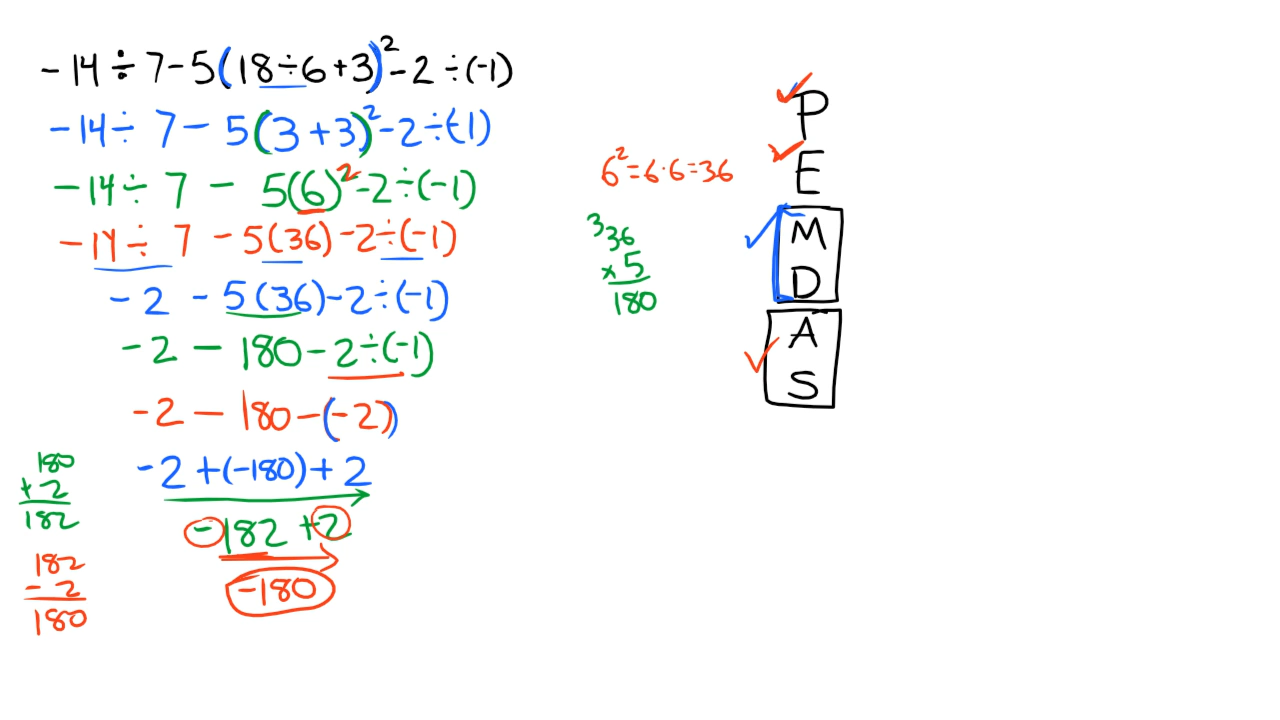 -14 ÷ 7 - 5(18 ÷ 6 + 3)² - 2 ÷ (-1)
-14 ÷ 7 - 5(3 + 3)² - 2 ÷ (-1)
-14 ÷ 7 - 5(6)² - 2 ÷ (-1)
-14 ÷ 7 - 5(36) - 2 ÷ (-1)
-2 - 5(36) - 2 ÷ (-1)
-2 - 180 - 2 ÷ (-1)
-2 - 180 - (-2)
-2 + (-180) + 2
-182 + 2
-180
180
+ 2
182
182
- 2
180
6² = 6 · 6 = 36
3
36
× 5
180
P
E
M
D
A
S